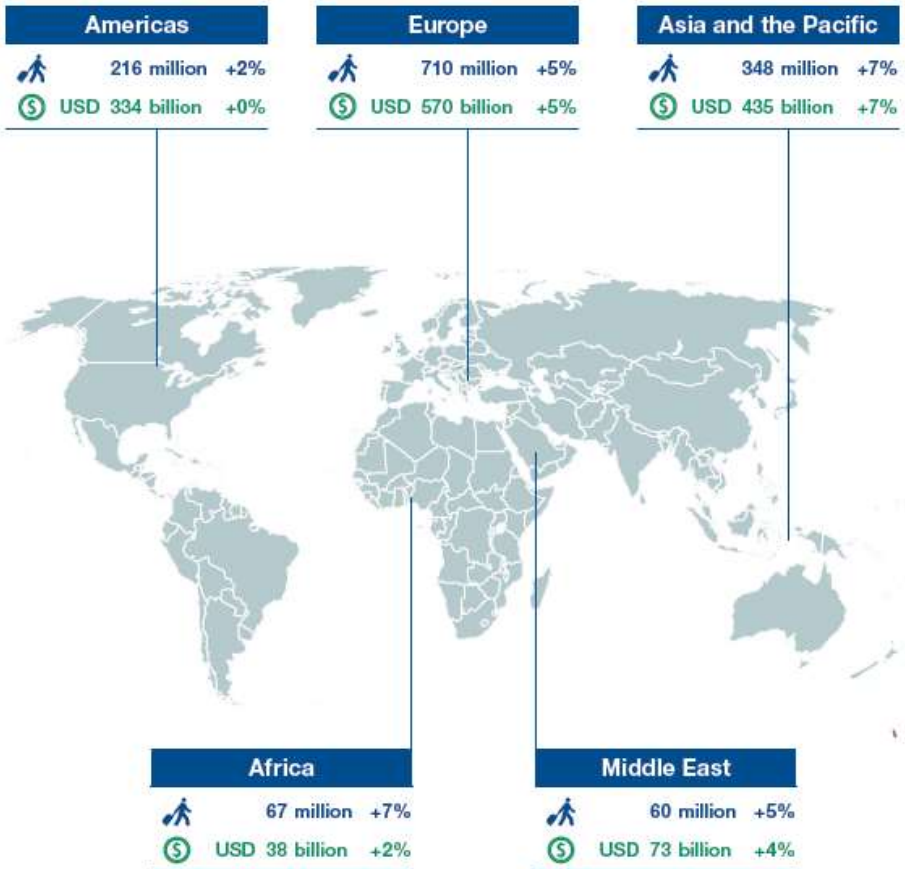 Americas
216 million +2%
$ USD 334 billion +0%
Europe
710 million +5%
$ USD 570 billion +5%
Asia and the Pacific
348 million +7%
$ USD 435 billion +7%
Africa
67 million +7%
$ USD 38 billion +2%
Middle East
60 million +5%
$ USD 73 billion +4%